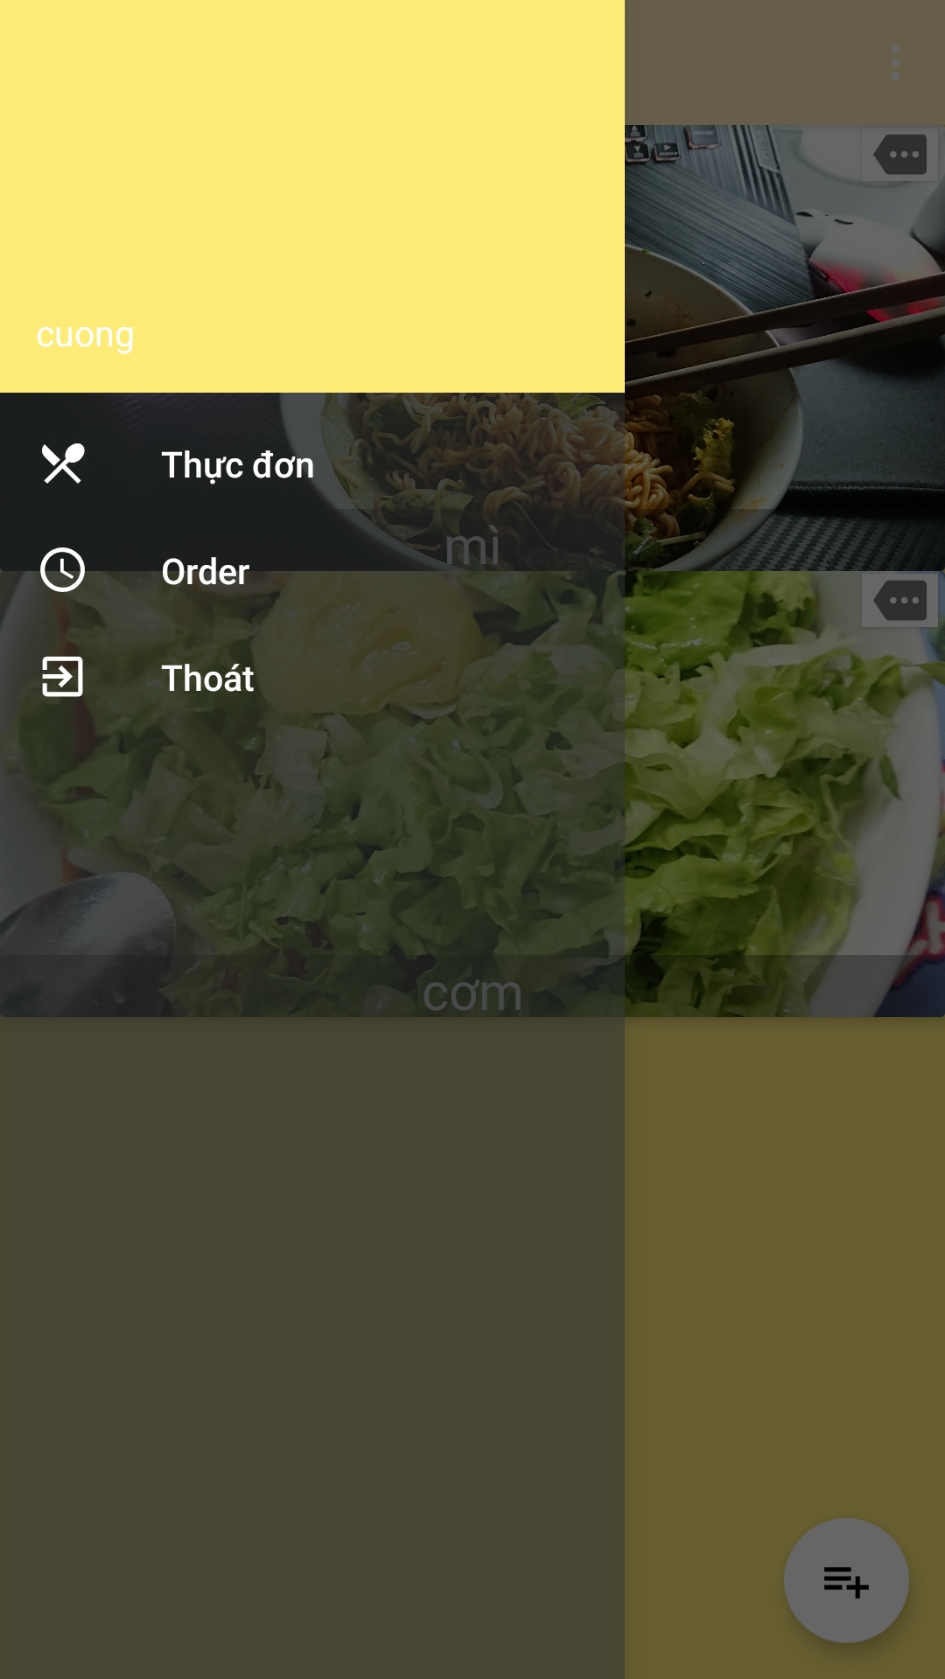 cuong
Thực đơn
mì
Order
Thoát
cơm